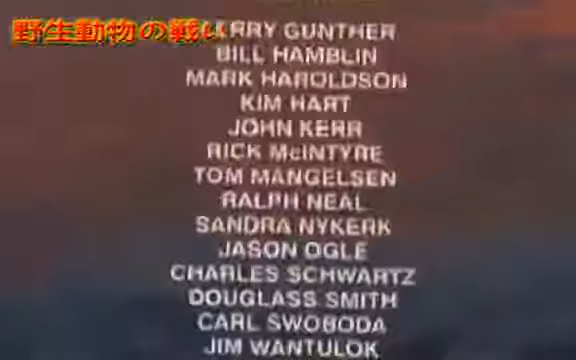 野生動物の戦い
GUNTHER
BILL HAMBLIN
MARK HAROLDSON
KIM HART
JOHN KERR
RICK McINTYRE
TOM MANGELSEN
RALPH NEAL
SANDRA NYKERK
JASON OGLE
CHARLES SCHWARTZ
DOUGLASS SMITH
CARL SWOBODA
JIM WANTULOK